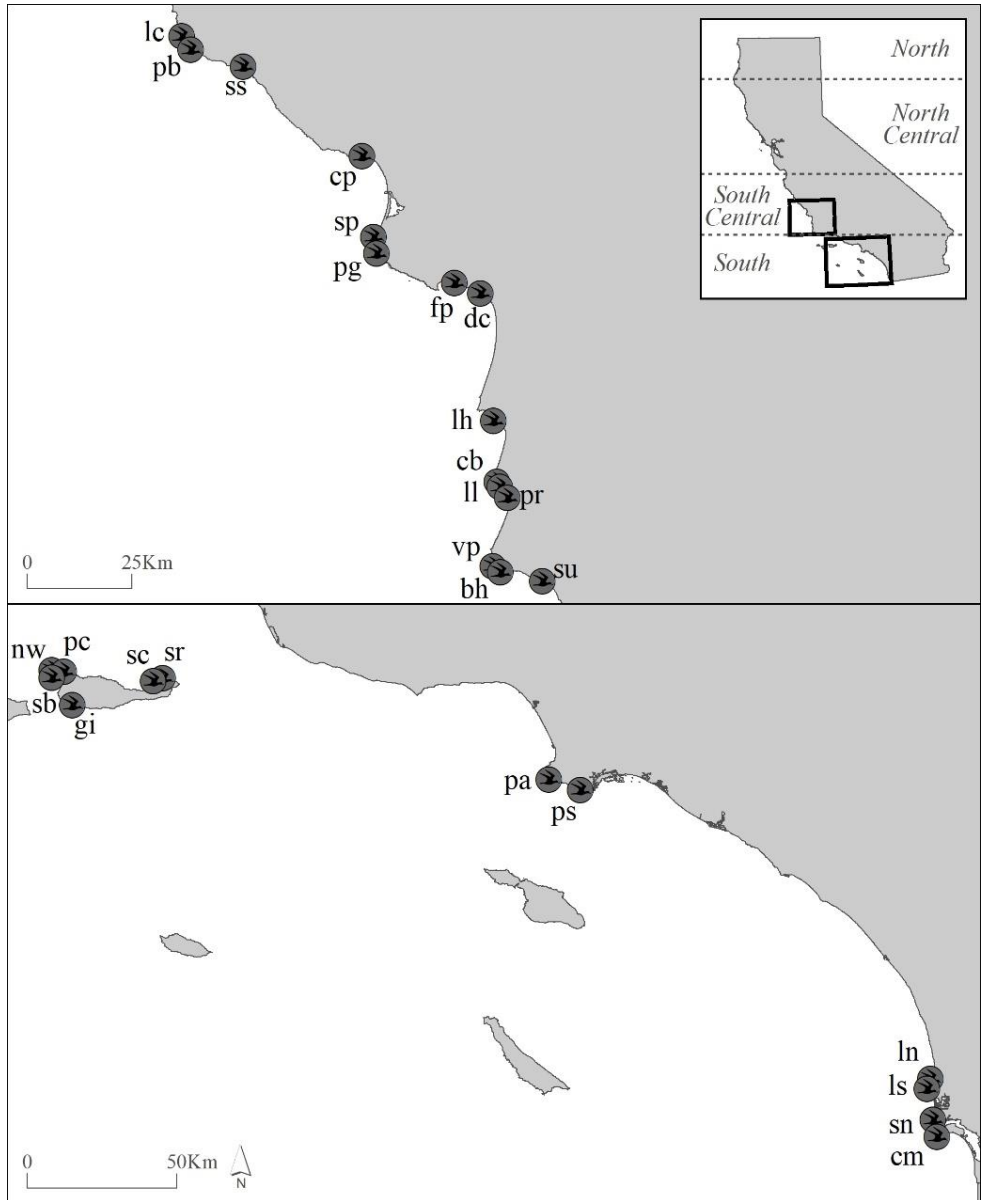 lc
pb
ss
cp
sp
pg
fp
dc
lh
cb
ll
pr
vp
bh
su
0 25Km
North
North
Central
South
Central
South
nw
pc
sc
sr
sb
gi
pa
ps
ln
ls
sn
cm
0 50Km
N